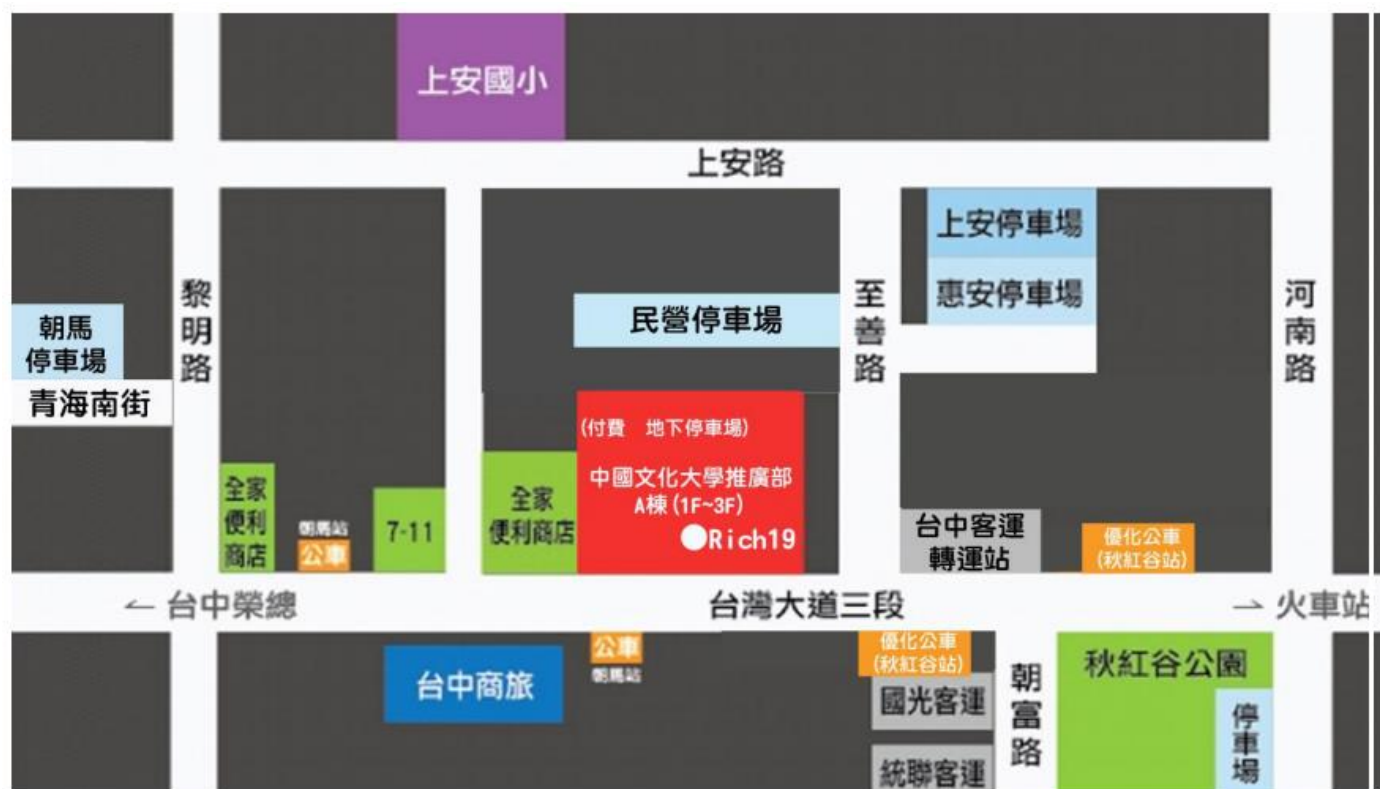 上安國小
上安路
上安停車場
惠安停車場
黎明路
民營停車場
至善路
河南路
朝馬
停車場
青海南街
(付費 地下停車場)
中國文化大學推廣部
A棟(1F~3F)
Rich19
全家
便利
商店
朝馬站
公車
7-11
全家
便利商店
台中客運
轉運站
優化公車
(秋紅谷站)
← 台中榮總
台灣大道三段
→ 火車站
台中商旅
公車
朝馬站
優化公車
(秋紅谷站)
國光客運
統聯客運
朝富路
秋紅谷公園
停車場